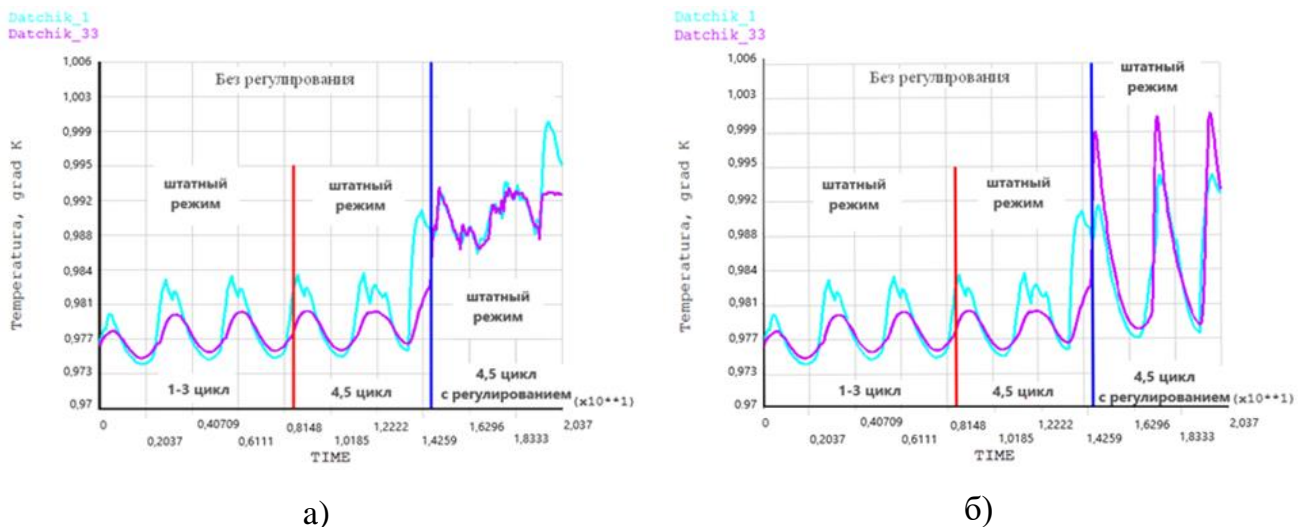 Datchik_1
Datchik_33
Temperatura, grad K
1,006
1,003
0,999
0,995
0,992
0,988
0,984
0,981
0,977
0,973
0,97
Без регулирования
штатный
режим
штатный
режим
штатный
режим
1-3 цикл
4,5 цикл
4,5 цикл
с регулированием
(x10**1)
0
0,2037
0,40709
0,6111
0,8148
1,0185
1,2222
1,4259
1,6296
1,8333
2,037
TIME
а)
Datchik_1
Datchik_33
Temperatura, grad K
1,006
1,003
0,999
0,995
0,992
0,988
0,984
0,981
0,977
0,973
0,97
Без регулирования
штатный
режим
штатный
режим
штатный
режим
1-3 цикл
4,5 цикл
4,5 цикл
с регулированием
(x10**1)
0
0,2037
0,40709
0,6111
0,8148
1,0185
1,2222
1,4259
1,6296
1,8333
2,037
TIME
б)